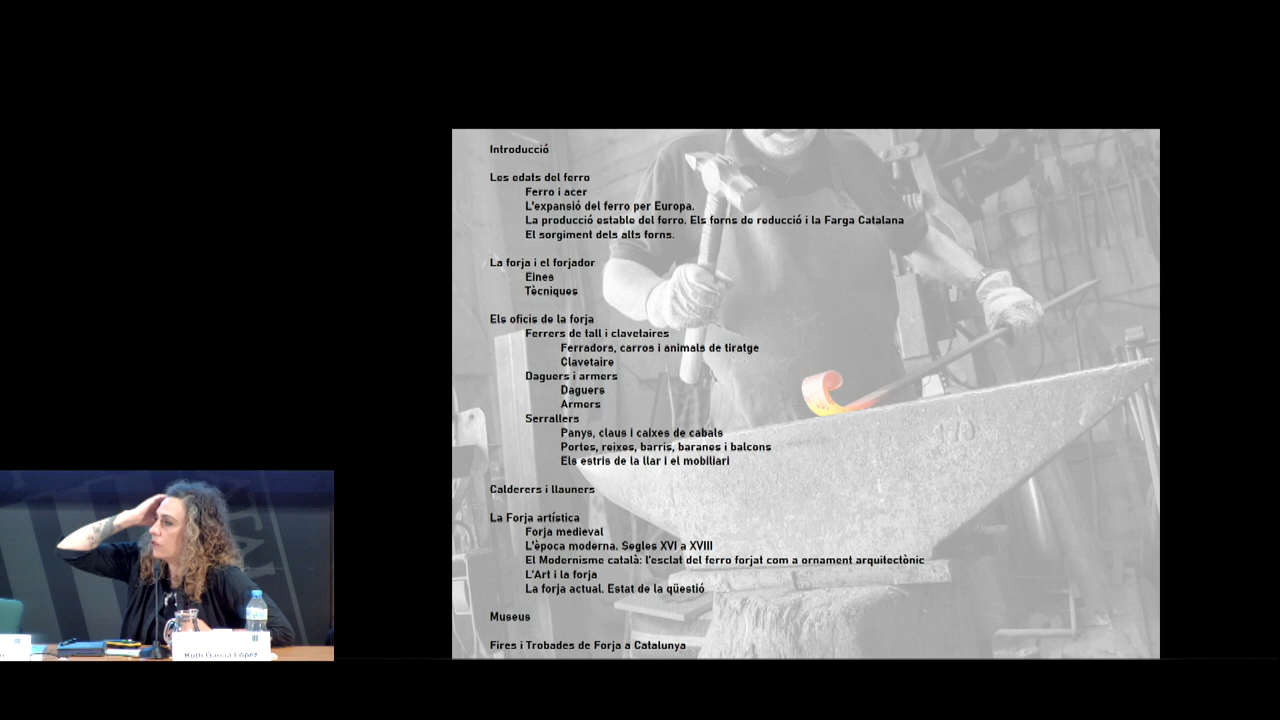 Introducció
Les edats del ferro
Ferro i acer
L'expansió del ferro per Europa.
La producció estable del ferro. Els forns de reducció i la Farga Catalana
El sorgiment dels alts forns.
La forja i el forjador
Eines
Tècniques
Els oficis de la forja
Ferrers de tall i clavetaires
Ferradors, carros i animals de tiratge
Clavetaire
Daguers i armers
Daguers
Armers
Serrallers
Panys, claus i caixes de cabals
Portes, reixes, barris, baranes i balcons
Els estris de la llar i el mobiliari
Calderers i llauners
La Forja artística
Forja medieval
L'època moderna. Segles XVI a XVIII
El Modernisme català: l'esclat del ferro forjat com a ornament arquitectònic
L'Art i la forja
La forja actual. Estat de la qüestió
Museus
Fires i Trobades de Forja a Catalunya
Ruth García López